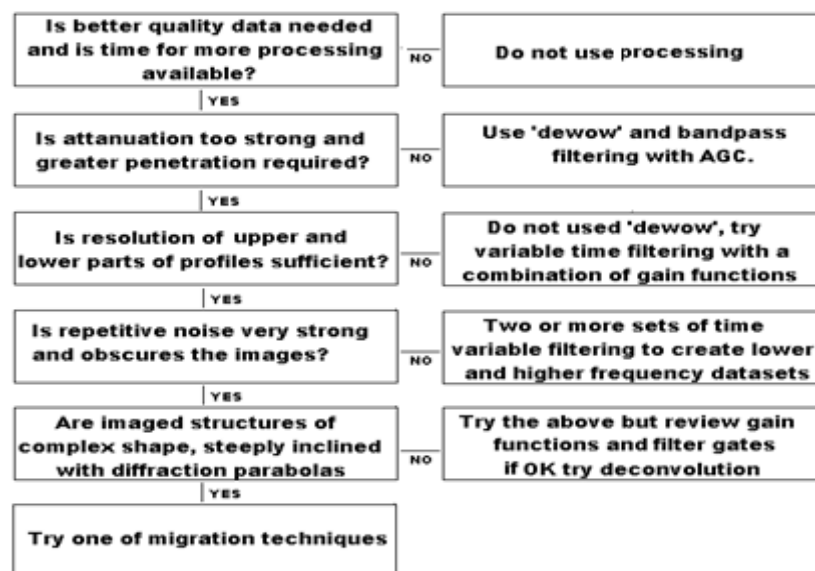 Is better quality data needed
and is time for more processing
available?
NO
Do not use processing
YES
Is attanuation too strong and
greater penetration required?
NO
Use 'dewow' and bandpass
filtering with AGC.
YES
Is resolution of upper and
lower parts of profiles sufficient?
NO
Do not used 'dewow', try
variable time filtering with a
combination of gain functions
YES
Is repetitive noise very strong
and obscures the images?
NO
Two or more sets of time
variable filtering to create lower
and higher frequency datasets
YES
Are imaged structures of
complex shape, steeply inclined
with diffraction parabolas
NO
Try the above but review gain
functions and filter gates
if OK try deconvolution
YES
Try one of migration techniques